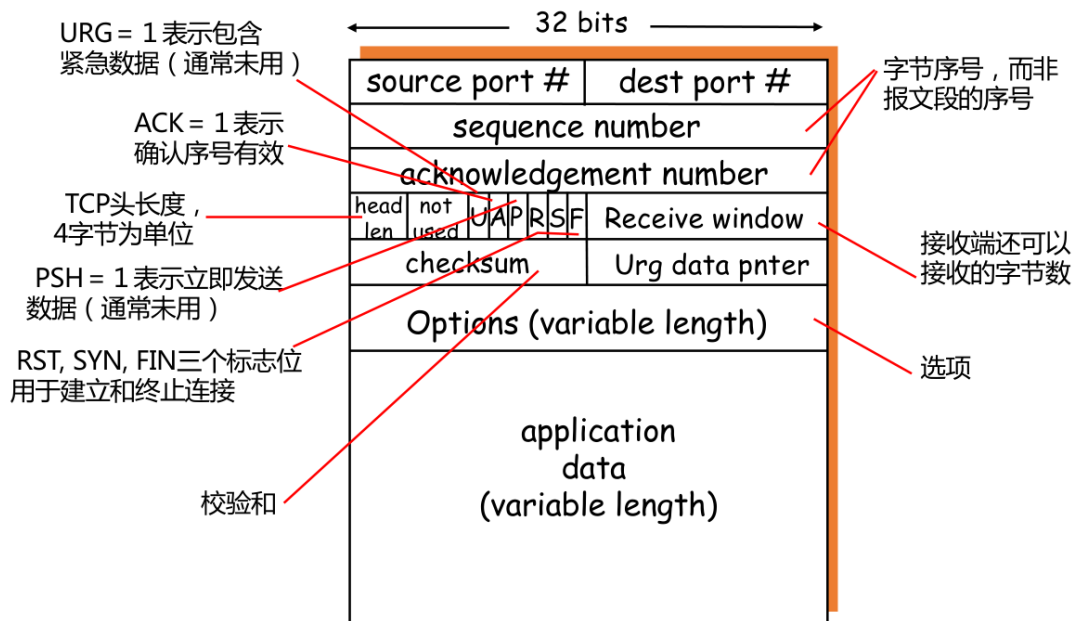 32 bits
URG＝１表示包含
紧急数据（通常未用）
ACK＝１表示
确认序号有效
TCP头长度，
4字节为单位
PSH＝１表示立即发送
数据（通常未用）
RST, SYN, FIN三个标志位
用于建立和终止连接
校验和
source port #
dest port #
sequence number
acknowledgement number
head
len
not
used
U
A
P
R
S
F
Receive window
checksum
Urg data pnter
Options (variable length)
application
data
(variable length)
字节序号，而非
报文段的序号
接收端还可以
接收的字节数
选项